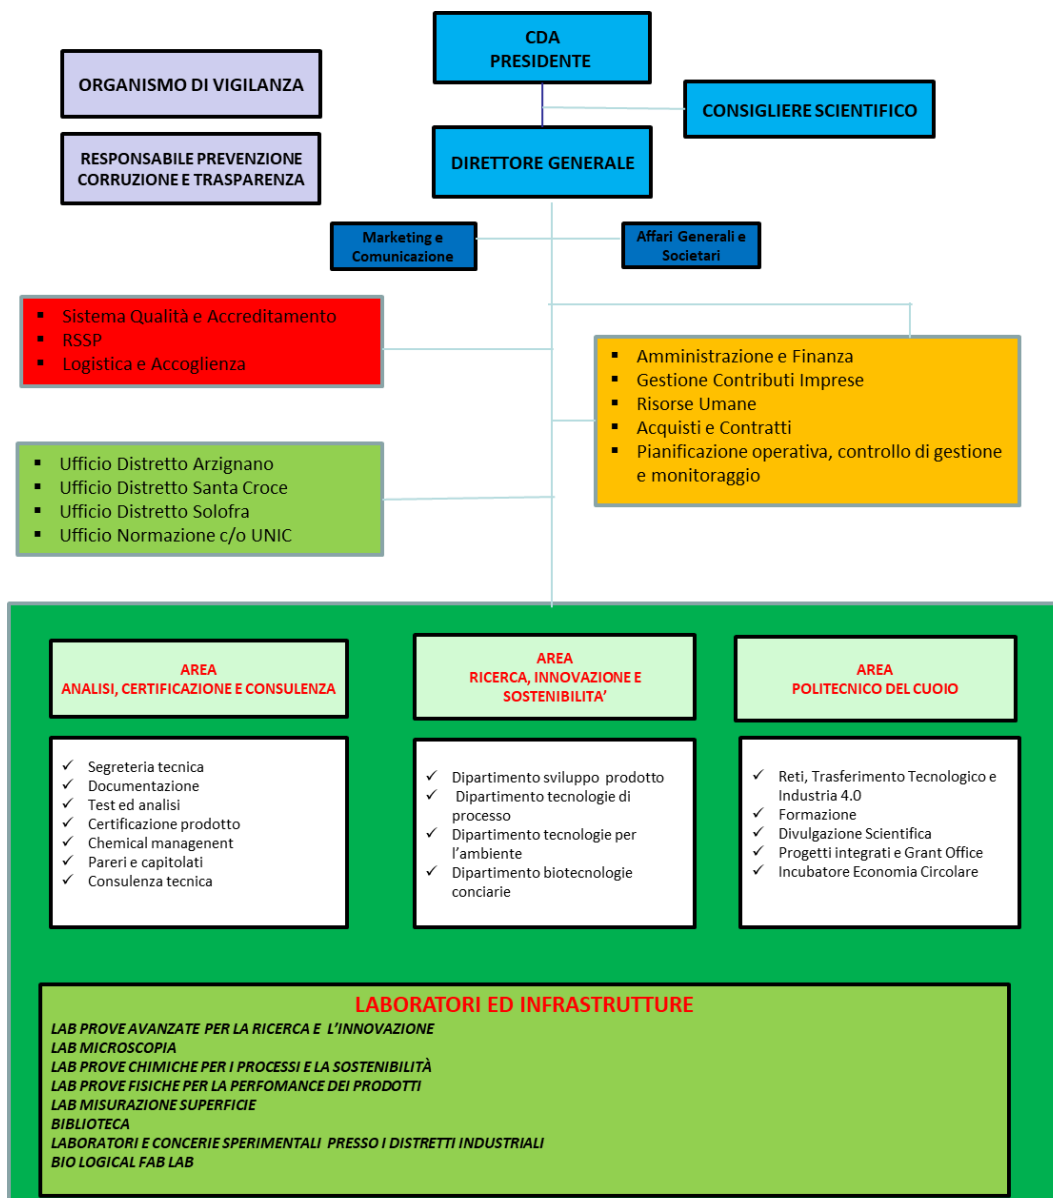 CDA
PRESIDENTE
ORGANISMO DI VIGILANZA
CONSIGLIERE SCIENTIFICO
RESPONSABILE PREVENZIONE
CORRUZIONE E TRASPARENZA
DIRETTORE GENERALE
Marketing e
Comunicazione
Affari Generali e
Societari
▪ Sistema Qualità e Accreditamento
▪ RSSP
▪ Logistica e Accoglienza
▪ Amministrazione e Finanza
▪ Gestione Contributi Imprese
▪ Risorse Umane
▪ Acquisti e Contratti
▪ Pianificazione operativa, controllo di gestione
e monitoraggio
▪ Ufficio Distretto Arzignano
▪ Ufficio Distretto Santa Croce
▪ Ufficio Distretto Solofra
▪ Ufficio Normazione c/o UNIC
AREA
ANALISI, CERTIFICAZIONE E CONSULENZA
AREA
RICERCA, INNOVAZIONE E
SOSTENIBILITA’
AREA
POLITECNICO DEL CUOIO
✓ Segreteria tecnica
✓ Documentazione
✓ Test ed analisi
✓ Certificazione prodotto
✓ Chemical managenent
✓ Pareri e capitolati
✓ Consulenza tecnica
✓ Dipartimento sviluppo prodotto
✓ Dipartimento tecnologie di
processo
✓ Dipartimento tecnologie per
l’ambiente
✓ Dipartimento biotecnologie
conciarie
✓ Reti, Trasferimento Tecnologico e
Industria 4.0
✓ Formazione
✓ Divulgazione Scientifica
✓ Progetti integrati e Grant Office
✓ Incubatore Economia Circolare
LABORATORI ED INFRASTRUTTURE
LAB PROVE AVANZATE PER LA RICERCA E L’INNOVAZIONE
LAB MICROSCOPIA
LAB PROVE CHIMICHE PER I PROCESSI E LA SOSTENIBILITÀ
LAB PROVE FISICHE PER LA PERFOMANCE DEI PRODOTTI
LAB MISURAZIONE SUPERFICIE
BIBLIOTECA
LABORATORI E CONCERIE SPERIMENTALI PRESSO I DISTRETTI INDUSTRIALI
BIO LOGICAL FAB LAB